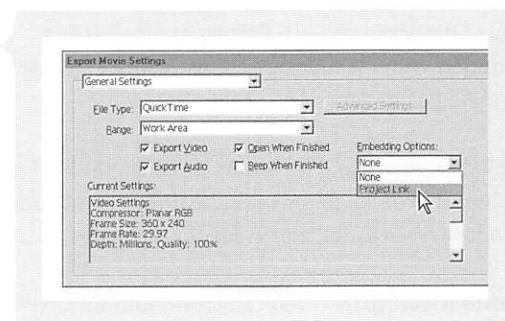 Export Movie Settings
General Settings
File Type: QuickTime
Advanced Settings
Range: Work Area
Export Video
Open When Finished
Embedding Options:
Export Audio
Beep When Finished
None
None
Project Link
Current Settings:
Video Settings
Compressor: Planar RGB
Frame Size: 360 x 240
Frame Rate: 29.97
Depth: Millions, Quality: 100%